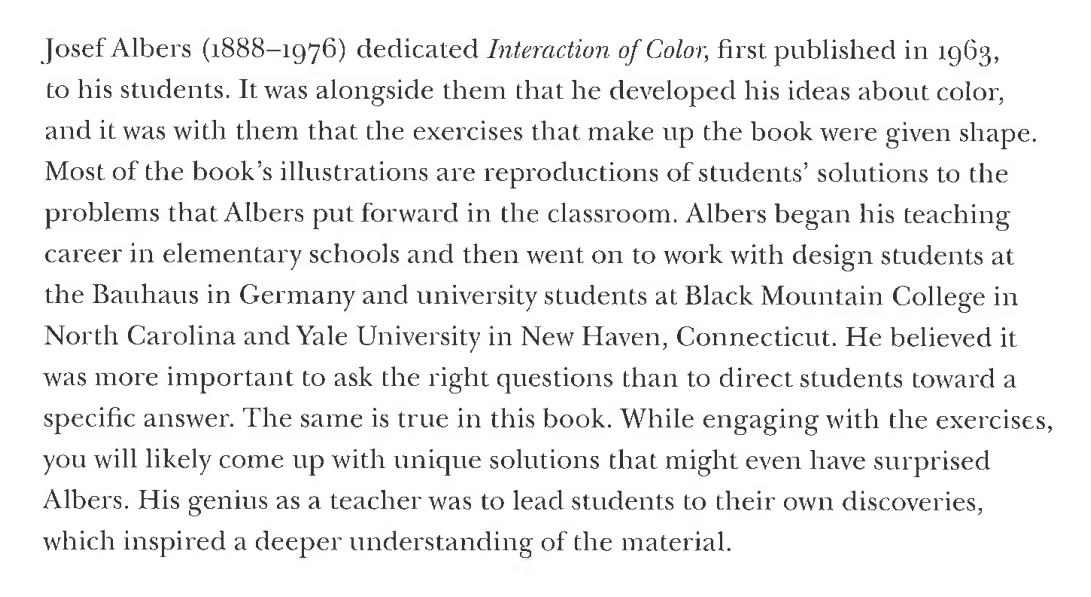 Josef Albers (1888–1976) dedicated Interaction of Color, first published in 1963,
to his students. It was alongside them that he developed his ideas about color,
and it was with them that the exercises that make up the book were given shape.
Most of the book’s illustrations are reproductions of students’ solutions to the
problems that Albers put forward in the classroom. Albers began his teaching
career in elementary schools and then went on to work with design students at
the Bauhaus in Germany and university students at Black Mountain College in
North Carolina and Yale University in New Haven, Connecticut. He believed it
was more important to ask the right questions than to direct students toward a
specific answer. The same is true in this book. While engaging with the exercises,
you will likely come up with unique solutions that might even have surprised
Albers. His genius as a teacher was to lead students to their own discoveries,
which inspired a deeper understanding of the material.